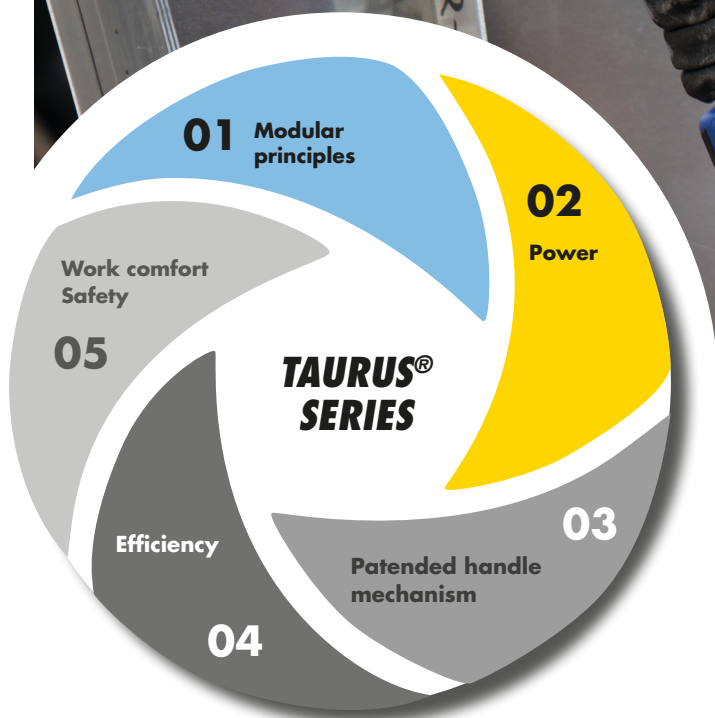 01 Modular
principles
02
Power
03
Patended handle
mechanism
04
Efficiency
Work comfort
Safety
05
TAURUS®
SERIES